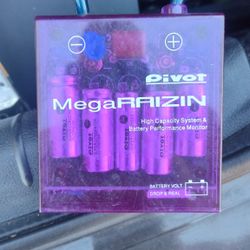 Pivot
MegaRAIZIN
High Capacity System &
Battery Performance Monitor
BATTERY VOLT
DROP & REAL